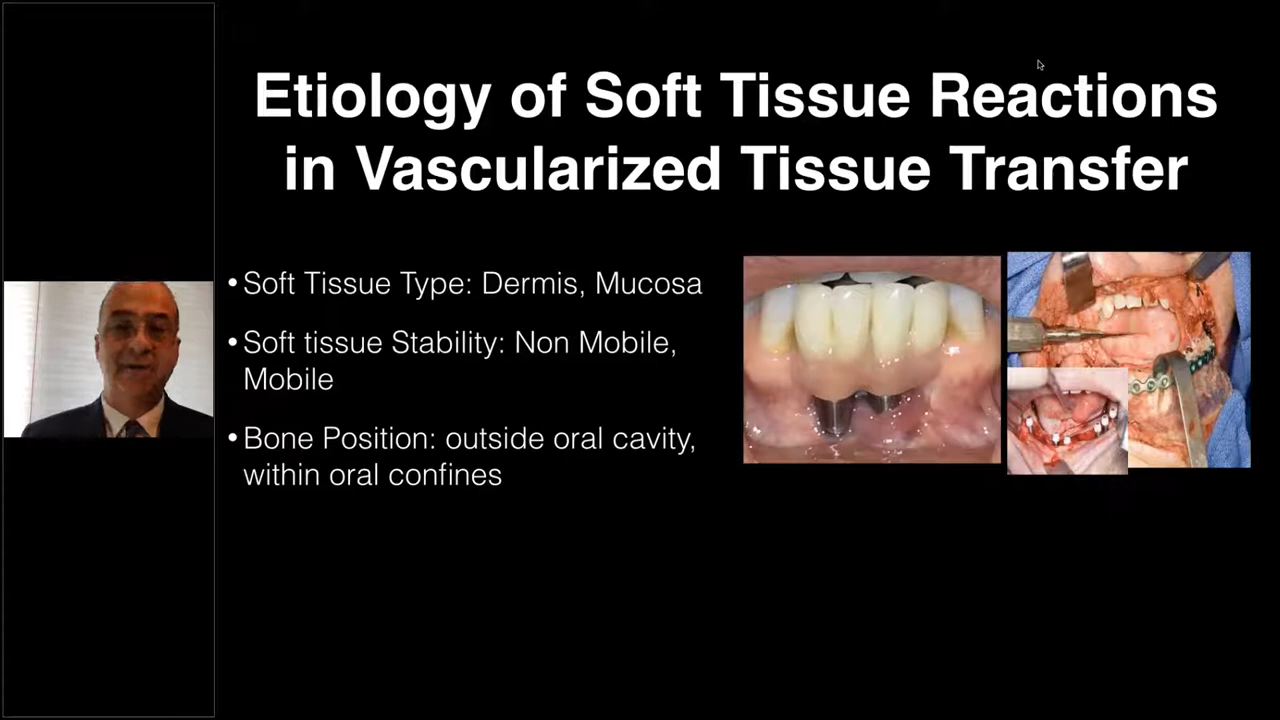 Etiology of Soft Tissue Reactions
in Vascularized Tissue Transfer
• Soft Tissue Type: Dermis, Mucosa
• Soft tissue Stability: Non Mobile,
Mobile
• Bone Position: outside oral cavity,
within oral confines